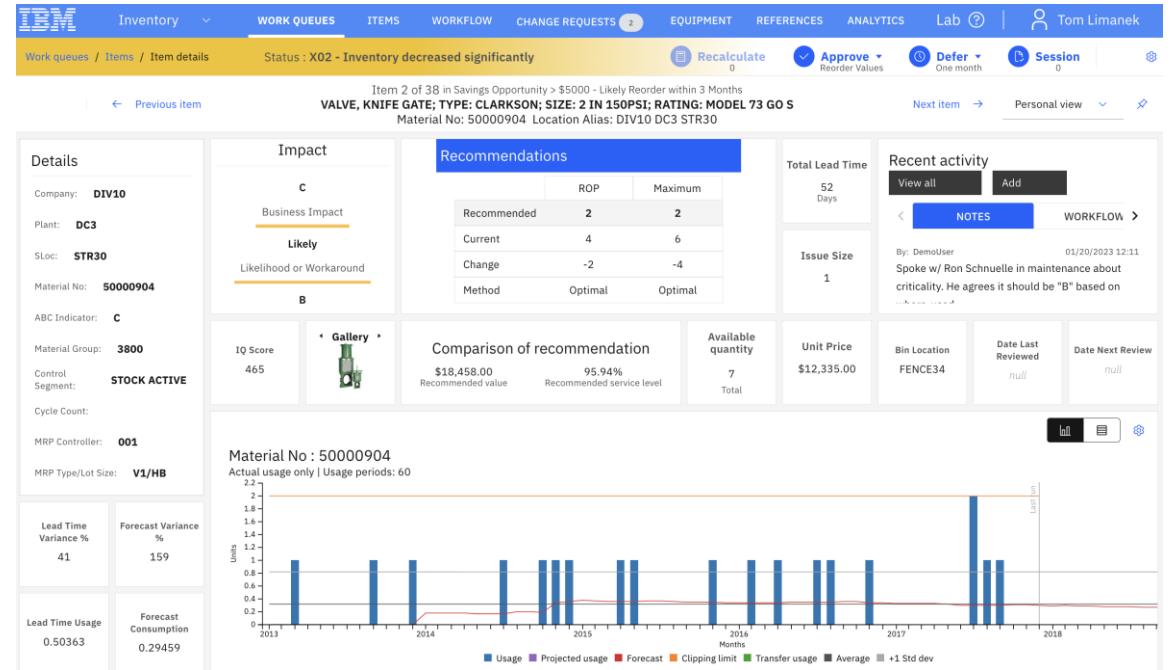 IBM Inventory WORK QUEUES ITEMS WORKFLOW CHANGE REQUESTS 2 EQUIPMENT REFERENCES ANALYTICS Lab ? Tom Limanek
Work queues / Items / Item details Status : X02 - Inventory decreased significantly Recalculate 0 Approve Reorder Values Defer One month Session 0
Item 2 of 38 in Savings Opportunity > $5000 - Likely Reorder within 3 Months
← Previous item VALVE, KNIFE GATE; TYPE: CLARKSON; SIZE: 2 IN 150PSI; RATING: MODEL 73 GO S Next item → Personal view
Material No: 50000904 Location Alias: DIV10 DC3 STR30
Details
Company: DIV10
Plant: DC3
SLoc: STR30
Material No: 50000904
ABC Indicator: C
Material Group: 3800
Control Segment: STOCK ACTIVE
Cycle Count:
MRP Controller: 001
MRP Type/Lot Size: V1/HB
Impact
C
Business Impact
Likely
Likelihood or Workaround
B
Recommendations
ROP Maximum
Recommended 2 2
Current 4 6
Change -2 -4
Method Optimal Optimal
Total Lead Time
52
Days
Issue Size
1
Recent activity
View all Add
< NOTES WORKFLOW >
By: DemoUser 01/20/2023 12:11
Spoke w/ Ron Schnuelle in maintenance about
criticality. He agrees it should be "B" based on
IQ Score
465
Gallery
Comparison of recommendation
$18,458.00 95.94%
Recommended value Recommended service level
Available
quantity
7
Total
Unit Price
$12,335.00
Bin Location
FENCE34
Date Last
Reviewed
null
Date Next Review
null
Lead Time
Variance %
41
Forecast Variance
%
159
Lead Time Usage
0.50363
Forecast
Consumption
0.29459
Material No : 50000904
Actual usage only | Usage periods: 60
2.2
2
1.8
1.6
1.4
1.2
1
0.8
0.6
0.4
0.2
0
Units
Last run
2013 2014 2015 2016 2017 2018
Months
Usage Projected usage Forecast Clipping limit Transfer usage Average +1 Std dev